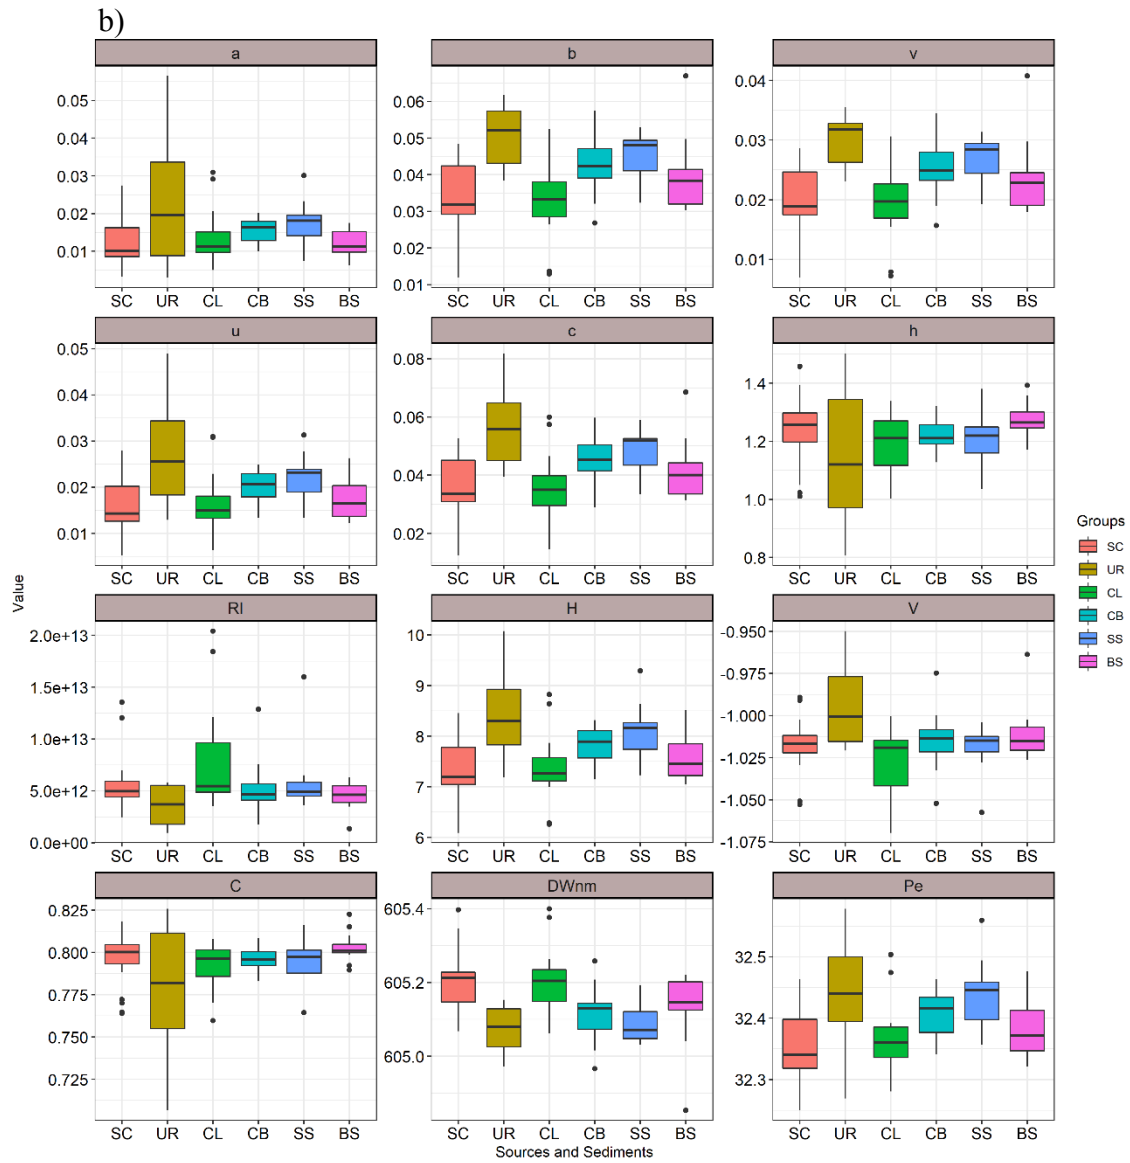 b)
a
b
v
0.05
0.04
0.03
0.02
0.01
0.06
0.05
0.04
0.03
0.02
0.01
0.04
0.03
0.02
0.01
SC UR CL CB SS BS
SC UR CL CB SS BS
SC UR CL CB SS BS
u
c
h
0.05
0.04
0.03
0.02
0.01
0.08
0.06
0.04
0.02
1.4
1.2
1.0
0.8
SC UR CL CB SS BS
SC UR CL CB SS BS
SC UR CL CB SS BS
RI
H
V
2.0e+13
1.5e+13
1.0e+13
5.0e+12
0.0e+00
10
9
8
7
6
-0.950
-0.975
-1.000
-1.025
-1.050
-1.075
SC UR CL CB SS BS
SC UR CL CB SS BS
SC UR CL CB SS BS
C
DWnm
Pe
0.825
0.800
0.775
0.750
0.725
605.4
605.2
605.0
32.5
32.4
32.3
SC UR CL CB SS BS
SC UR CL CB SS BS
SC UR CL CB SS BS
Value
Sources and Sediments
Groups
SC
UR
CL
CB
SS
BS